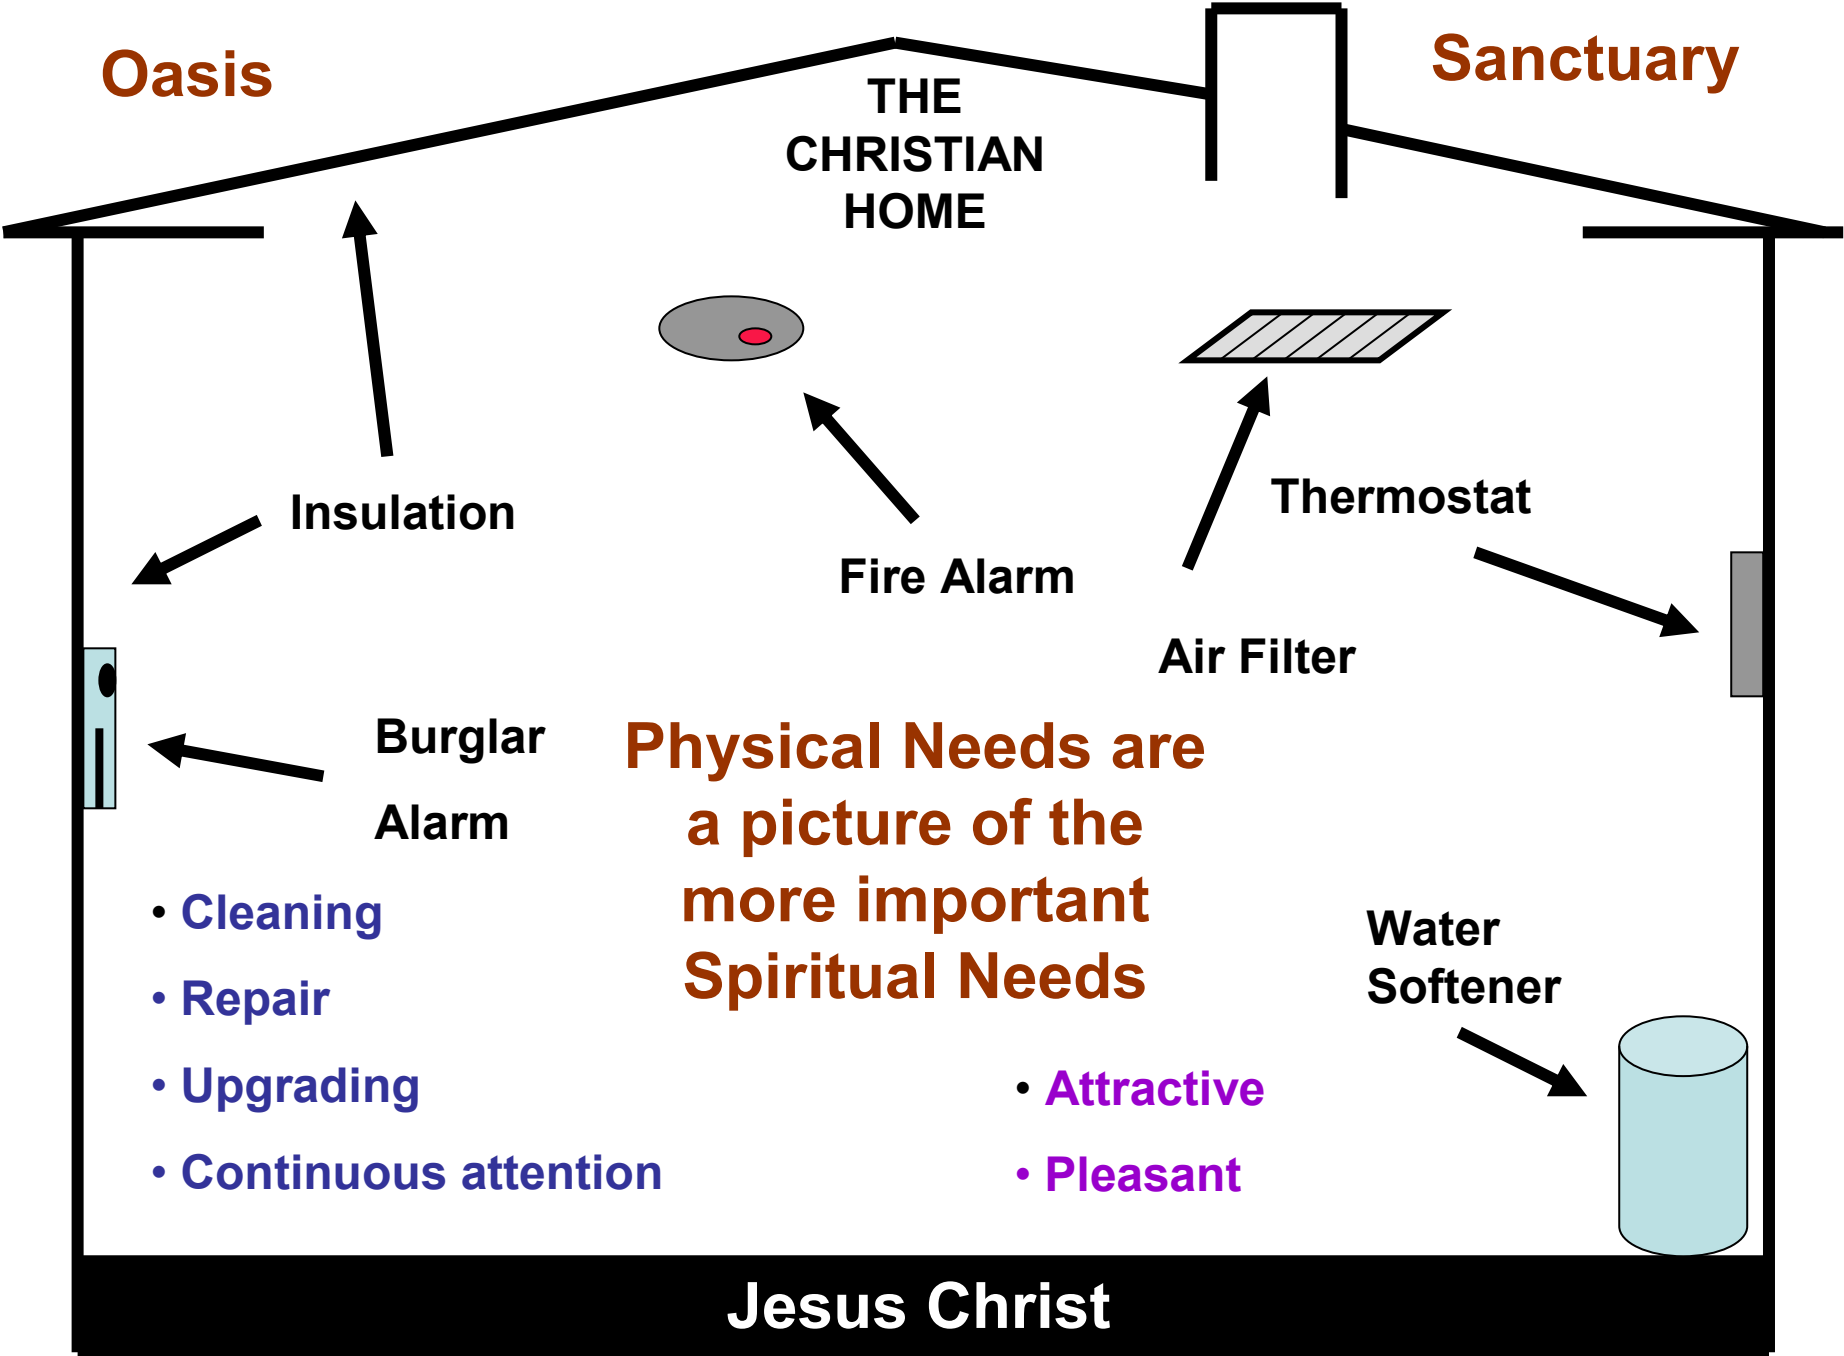 Oasis
Sanctuary
THE
CHRISTIAN
HOME
Insulation
Thermostat
Fire Alarm
Air Filter
Burglar
Alarm
Physical Needs are
a picture of the
more important
Spiritual Needs
• Cleaning
• Repair
• Upgrading
• Continuous attention
Water
Softener
• Attractive
• Pleasant
Jesus Christ